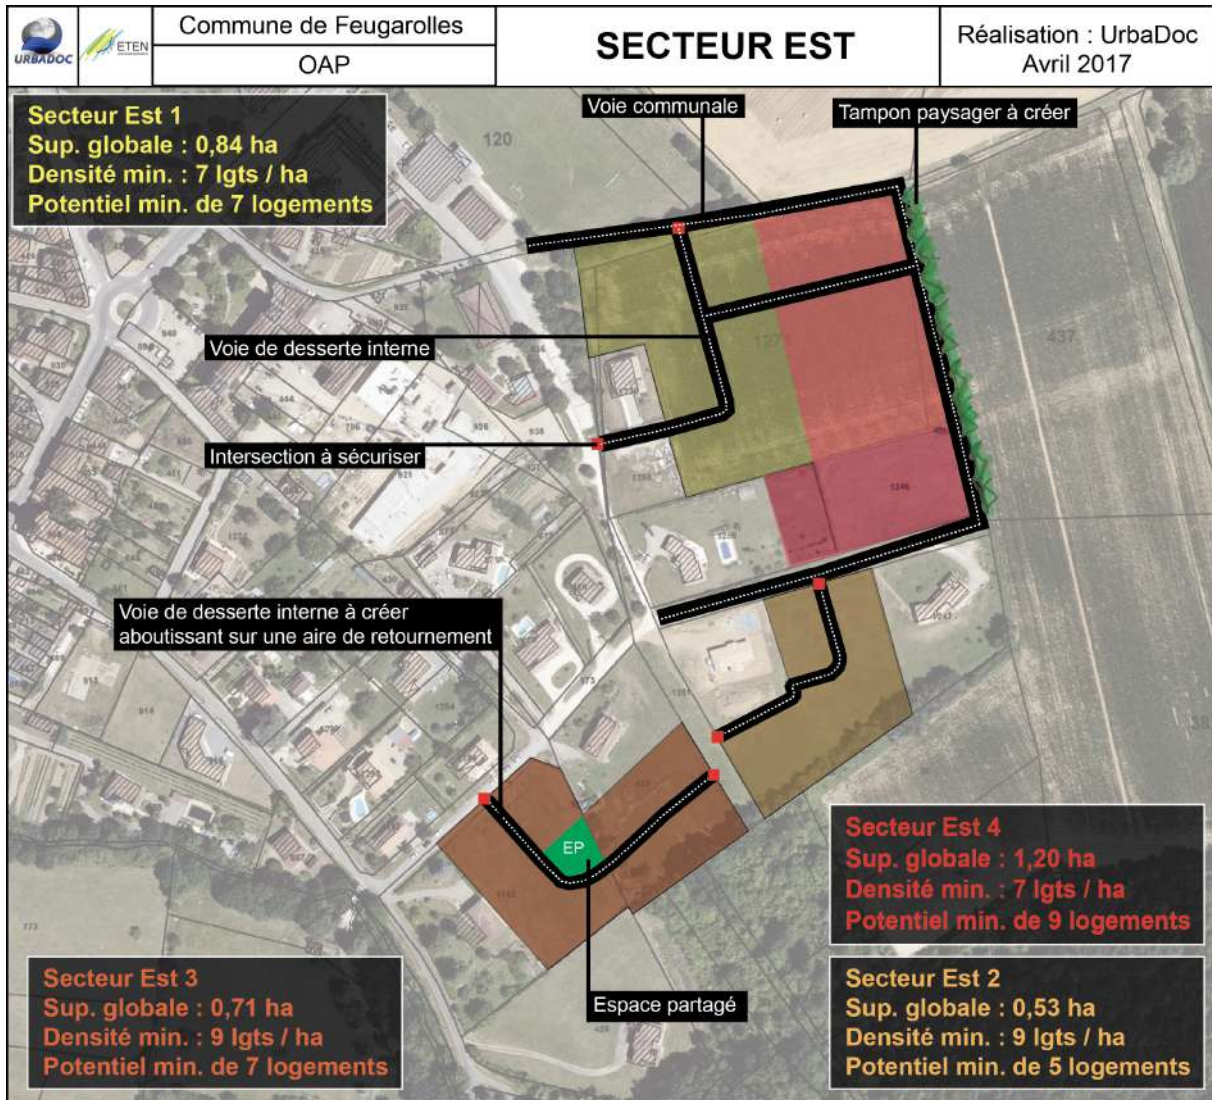 URBADOC
ETEN
Commune de Feugarolles
OAP
SECTEUR EST
Réalisation : UrbaDoc
Avril 2017
Secteur Est 1
Sup. globale : 0,84 ha
Densité min. : 7 lgts / ha
Potentiel min. de 7 logements
Voie communale
Tampon paysager à créer
120
437
Voie de desserte interne
Intersection à sécuriser
1246
Voie de desserte interne à créer
aboutissant sur une aire de retournement
EP
Espace partagé
Secteur Est 4
Sup. globale : 1,20 ha
Densité min. : 7 lgts / ha
Potentiel min. de 9 logements
Secteur Est 3
Sup. globale : 0,71 ha
Densité min. : 9 lgts / ha
Potentiel min. de 7 logements
Secteur Est 2
Sup. globale : 0,53 ha
Densité min. : 9 lgts / ha
Potentiel min. de 5 logements